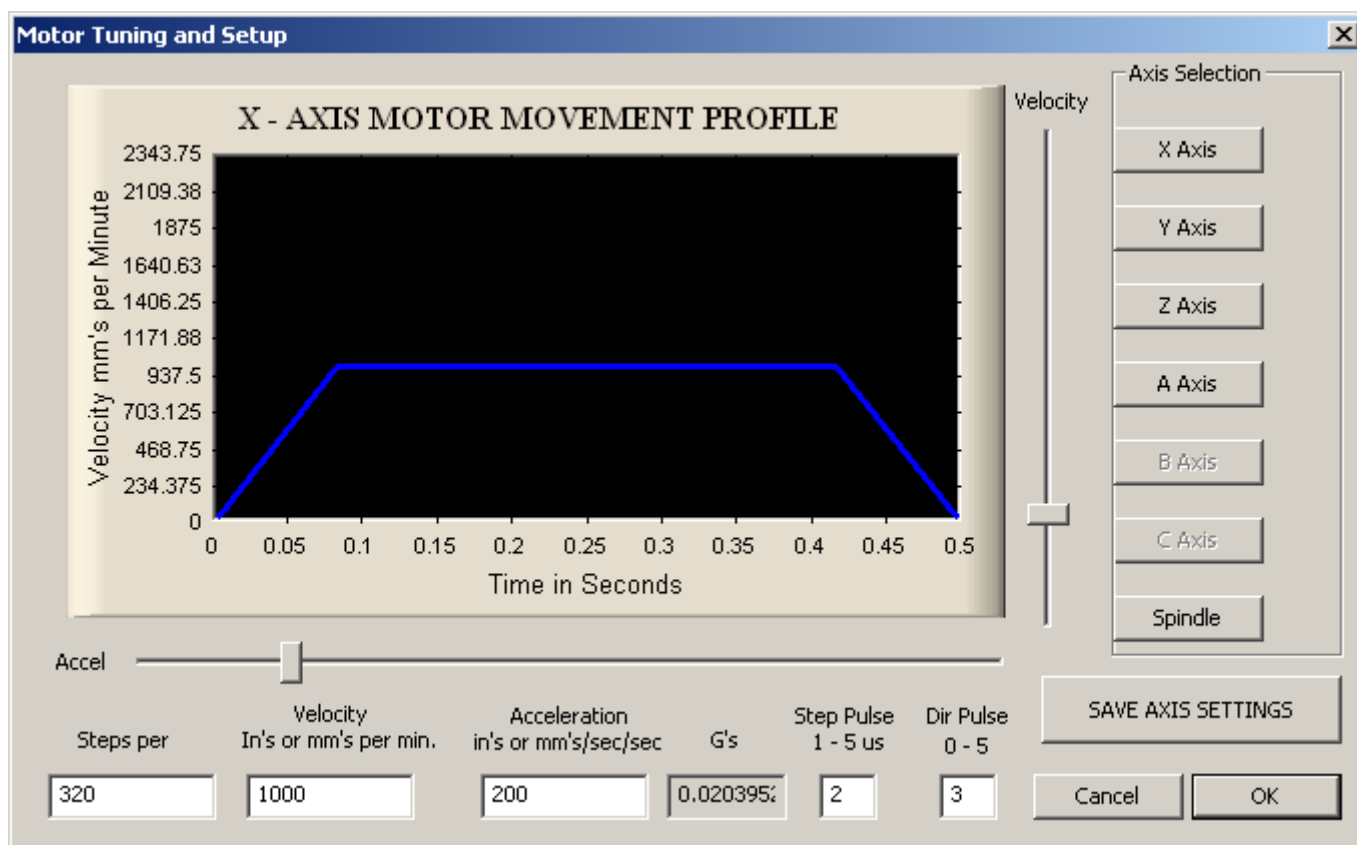 Motor Tuning and Setup
X - AXIS MOTOR MOVEMENT PROFILE
Velocity mm's per Minute
2343.75
2109.38
1875
1640.63
1406.25
1171.88
937.5
703.125
468.75
234.375
0
0 0.05 0.1 0.15 0.2 0.25 0.3 0.35 0.4 0.45 0.5
Time in Seconds
Velocity
Axis Selection
X Axis
Y Axis
Z Axis
A Axis
B Axis
C Axis
Spindle
Accel
Steps per
320
Velocity
In's or mm's per min.
1000
Acceleration
in's or mm's/sec/sec
200
G's
0.0203952
Step Pulse
1 - 5 us
2
Dir Pulse
0 - 5
3
SAVE AXIS SETTINGS
Cancel
OK